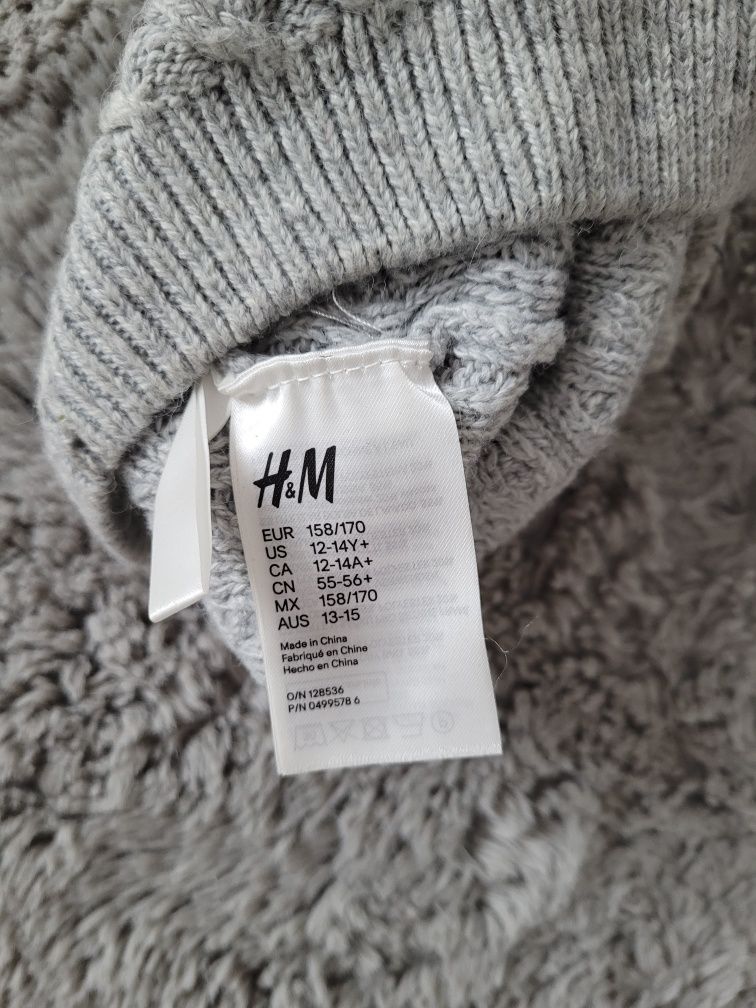 H&M
EUR 158/170
US 12-14Y+
CA 12-14A+
CN 55-56+
MX 158/170
AUS 13-15
Made in China
Fabriqué en Chine
Hecho en China
O/N 128536
P/N 0499578 6